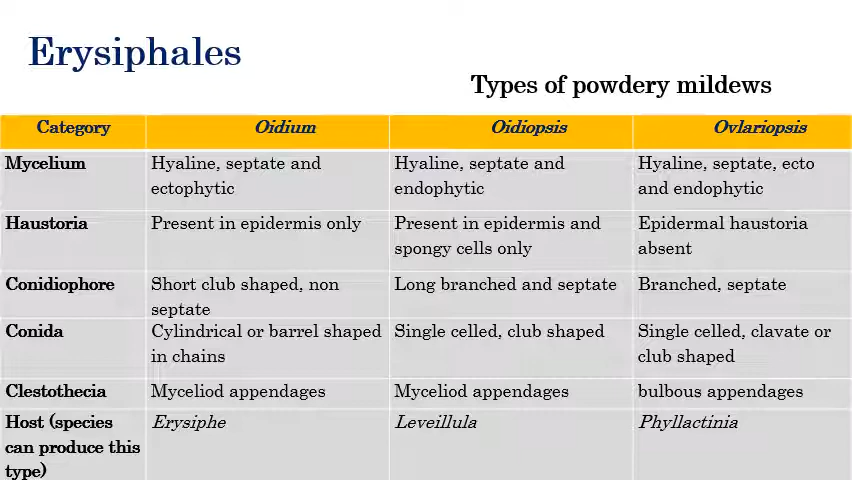 Erysiphales
Types of powdery mildews
Category Oidium Oidiopsis Ovlariopsis
Mycelium Hyaline, septate and ectophytic Hyaline, septate and endophytic Hyaline, septate, ecto and endophytic
Haustoria Present in epidermis only Present in epidermis and spongy cells only Epidermal haustoria absent
Conidiophore Short club shaped, non septate Long branched and septate Branched, septate
Conida Cylindrical or barrel shaped in chains Single celled, club shaped Single celled, clavate or club shaped
Clestothecia Myceliod appendages Myceliod appendages bulbous appendages
Host (species can produce this type) Erysiphe Leveillula Phyllactinia